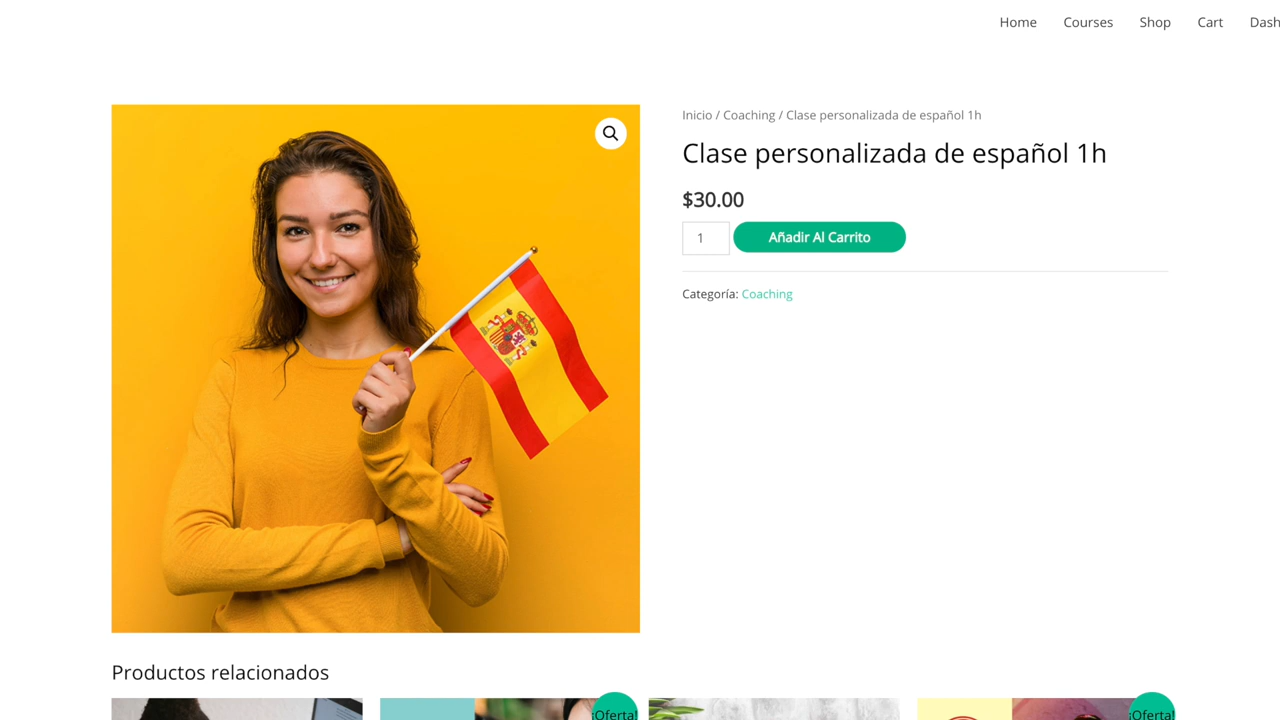 Home Courses Shop Cart Dash
Inicio / Coaching / Clase personalizada de español 1h
Clase personalizada de español 1h
$30.00
1 Añadir Al Carrito
Categoría: Coaching
Productos relacionados
¡Oferta! ¡Oferta!